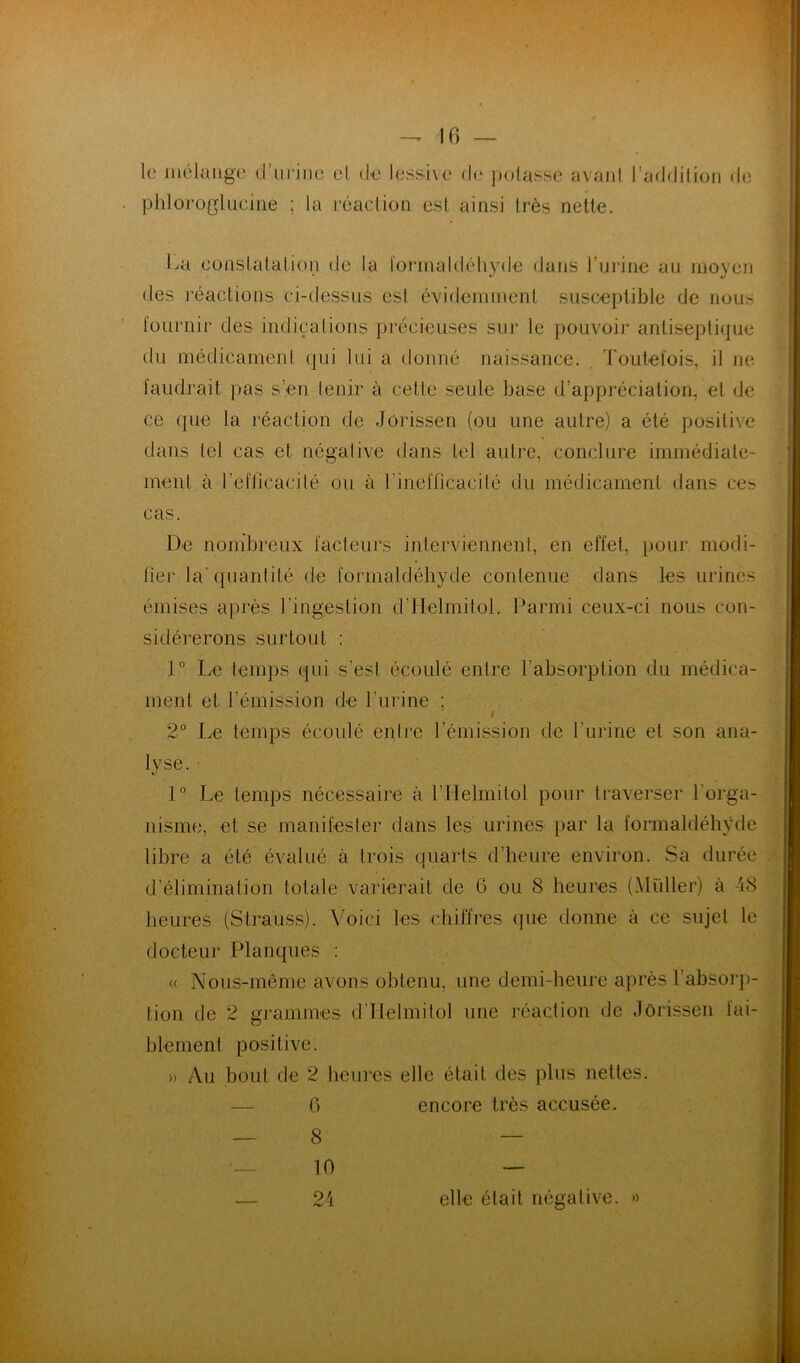 — 16 —
le mélange d'urine et de lessive de potasse avant l'addition de
phloroglucine ; la réaction est ainsi très nette.
La constatation de la formaldéhyde dans l'urine au moyen
des réactions ci-dessus est évidemment susceptible de nous
fournir des indications précieuses sur le pouvoir antiseptique
du médicament qui lui a donné naissance. Toutefois, il ne
faudrait pas s'en tenir à cette seule base d'appréciation, et de
ce que la réaction de Jörissen (ou une autre) a été positive
dans tel cas et négative dans tel autre, conclure immédiate-
ment à l'efficacité ou à l'inefficacité du médicament dans ces
cas.
De nombreux facteurs interviennent, en effet, pour modi-
fier la quantité de formaldéhyde contenue dans les urines
émises après l'ingestion d'Helmitol. Parmi ceux-ci nous con-
sidérerons surtout :
1° Le temps qui s'est écoulé entre l'absorption du médica-
ment et l'émission de l'urine ;
2° Le temps écoulé entre l'émission de l'urine et son ana-
lyse.
1° Le temps nécessaire à l'Helmitol pour traverser l'orga-
nisme, et se manifester dans les urines par la formaldéhyde
libre a été évalué à trois quarts d'heure environ. Sa durée
d'élimination totale varierait de 6 ou 8 heures (Müller) à 48
heures (Strauss). Voici les chiffres que donne à ce sujet le
docteur Planques :
« Nous-même avons obtenu, une demi-heure après l'absorp-
tion de 2 grammes d'Helmitol une réaction de Jörissen fai-
blement positive.
» Au bout de 2 heures elle était des plus nettes.
— 6 encore très accusée.
— 8 —
— 10 —
— 24 elle était négative. »